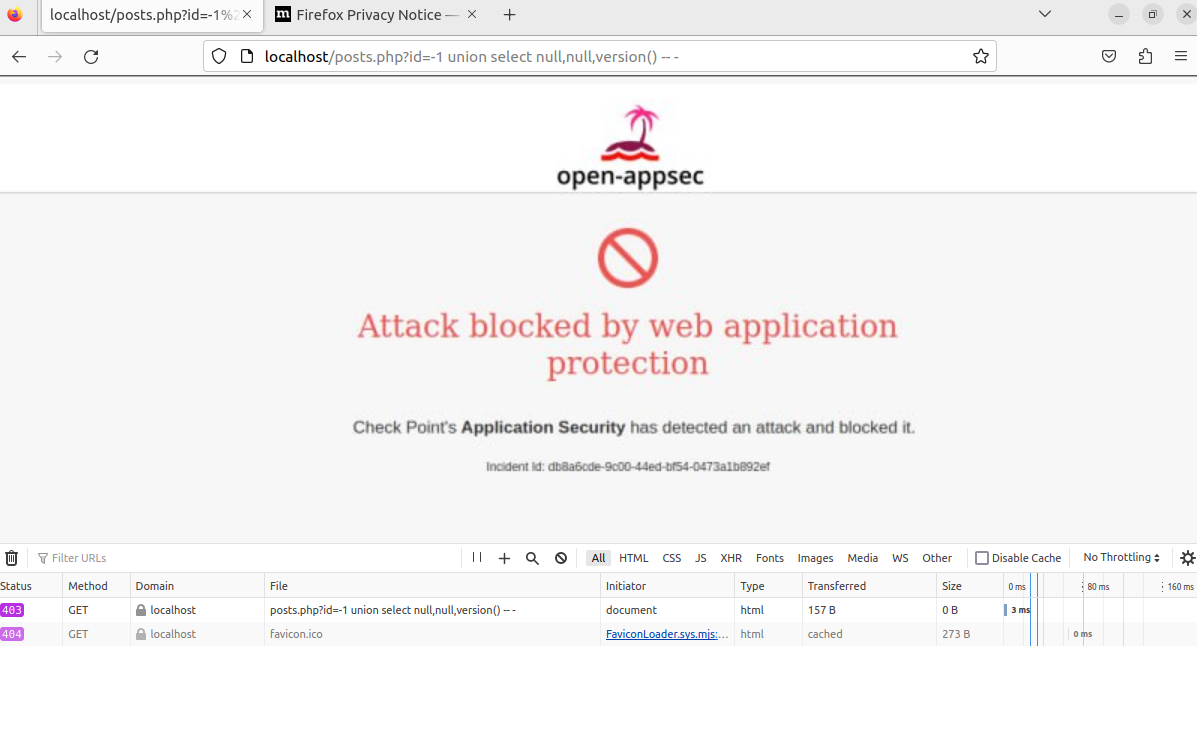 localhost/posts.php?id=-1%2 Firefox Privacy Notice —
localhost/posts.php?id=-1 union select null,null,version() -- -
open-appsec
Attack blocked by web application
protection
Check Point's Application Security has detected an attack and blocked it.
Incident Id: db8a6cde-9c00-44ed-bf54-0473a1b892ef
Filter URLs All HTML CSS JS XHR Fonts Images Media WS Other Disable Cache No Throttling
Status Method Domain File Initiator Type Transferred Size 0 ms 80 ms 160 ms
403 GET localhost posts.php?id=-1 union select null,null,version() -- - document html 157 B 0 B 3 ms
404 GET localhost favicon.ico FaviconLoader.sys.mjs:... html cached 273 B 0 ms